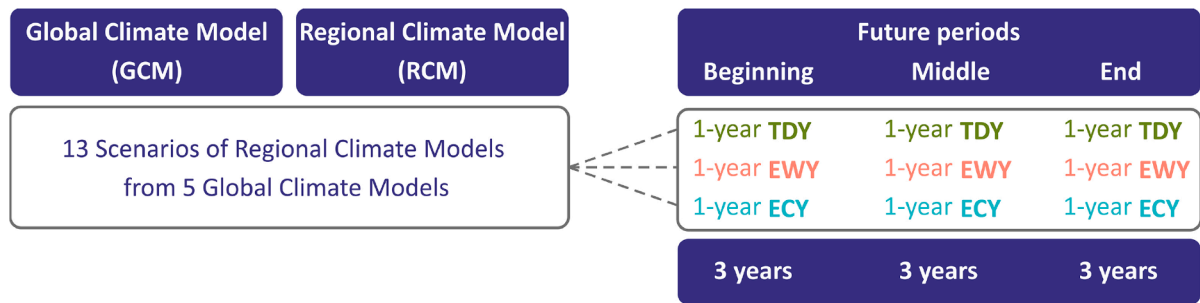 Global Climate Model
(GCM)
Regional Climate Model
(RCM)
Future periods
Beginning Middle End
13 Scenarios of Regional Climate Models
from 5 Global Climate Models
1-year TDY 1-year TDY 1-year TDY
1-year EWY 1-year EWY 1-year EWY
1-year ECY 1-year ECY 1-year ECY
3 years 3 years 3 years